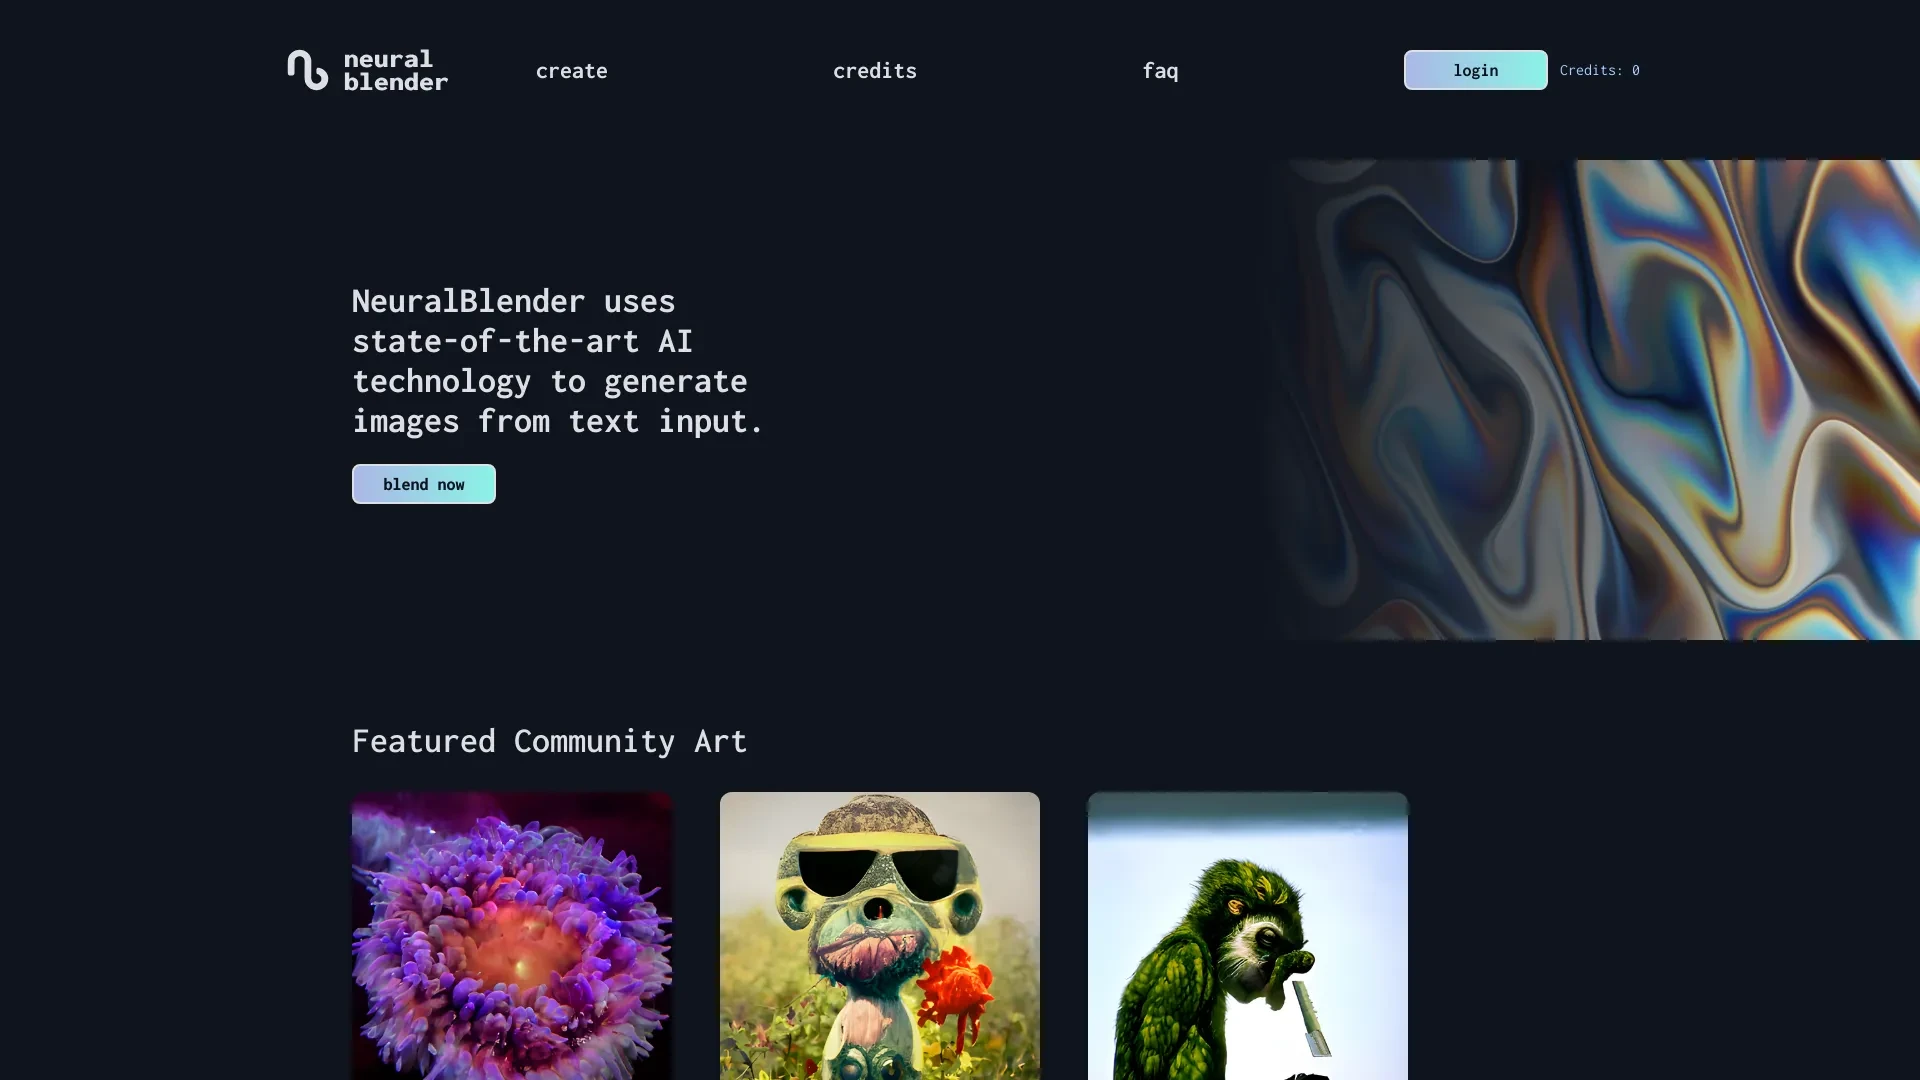 neural
blender
create
credits
faq
login
Credits: 0
NeuralBlender uses
state-of-the-art AI
technology to generate
images from text input.
blend now
Featured Community Art